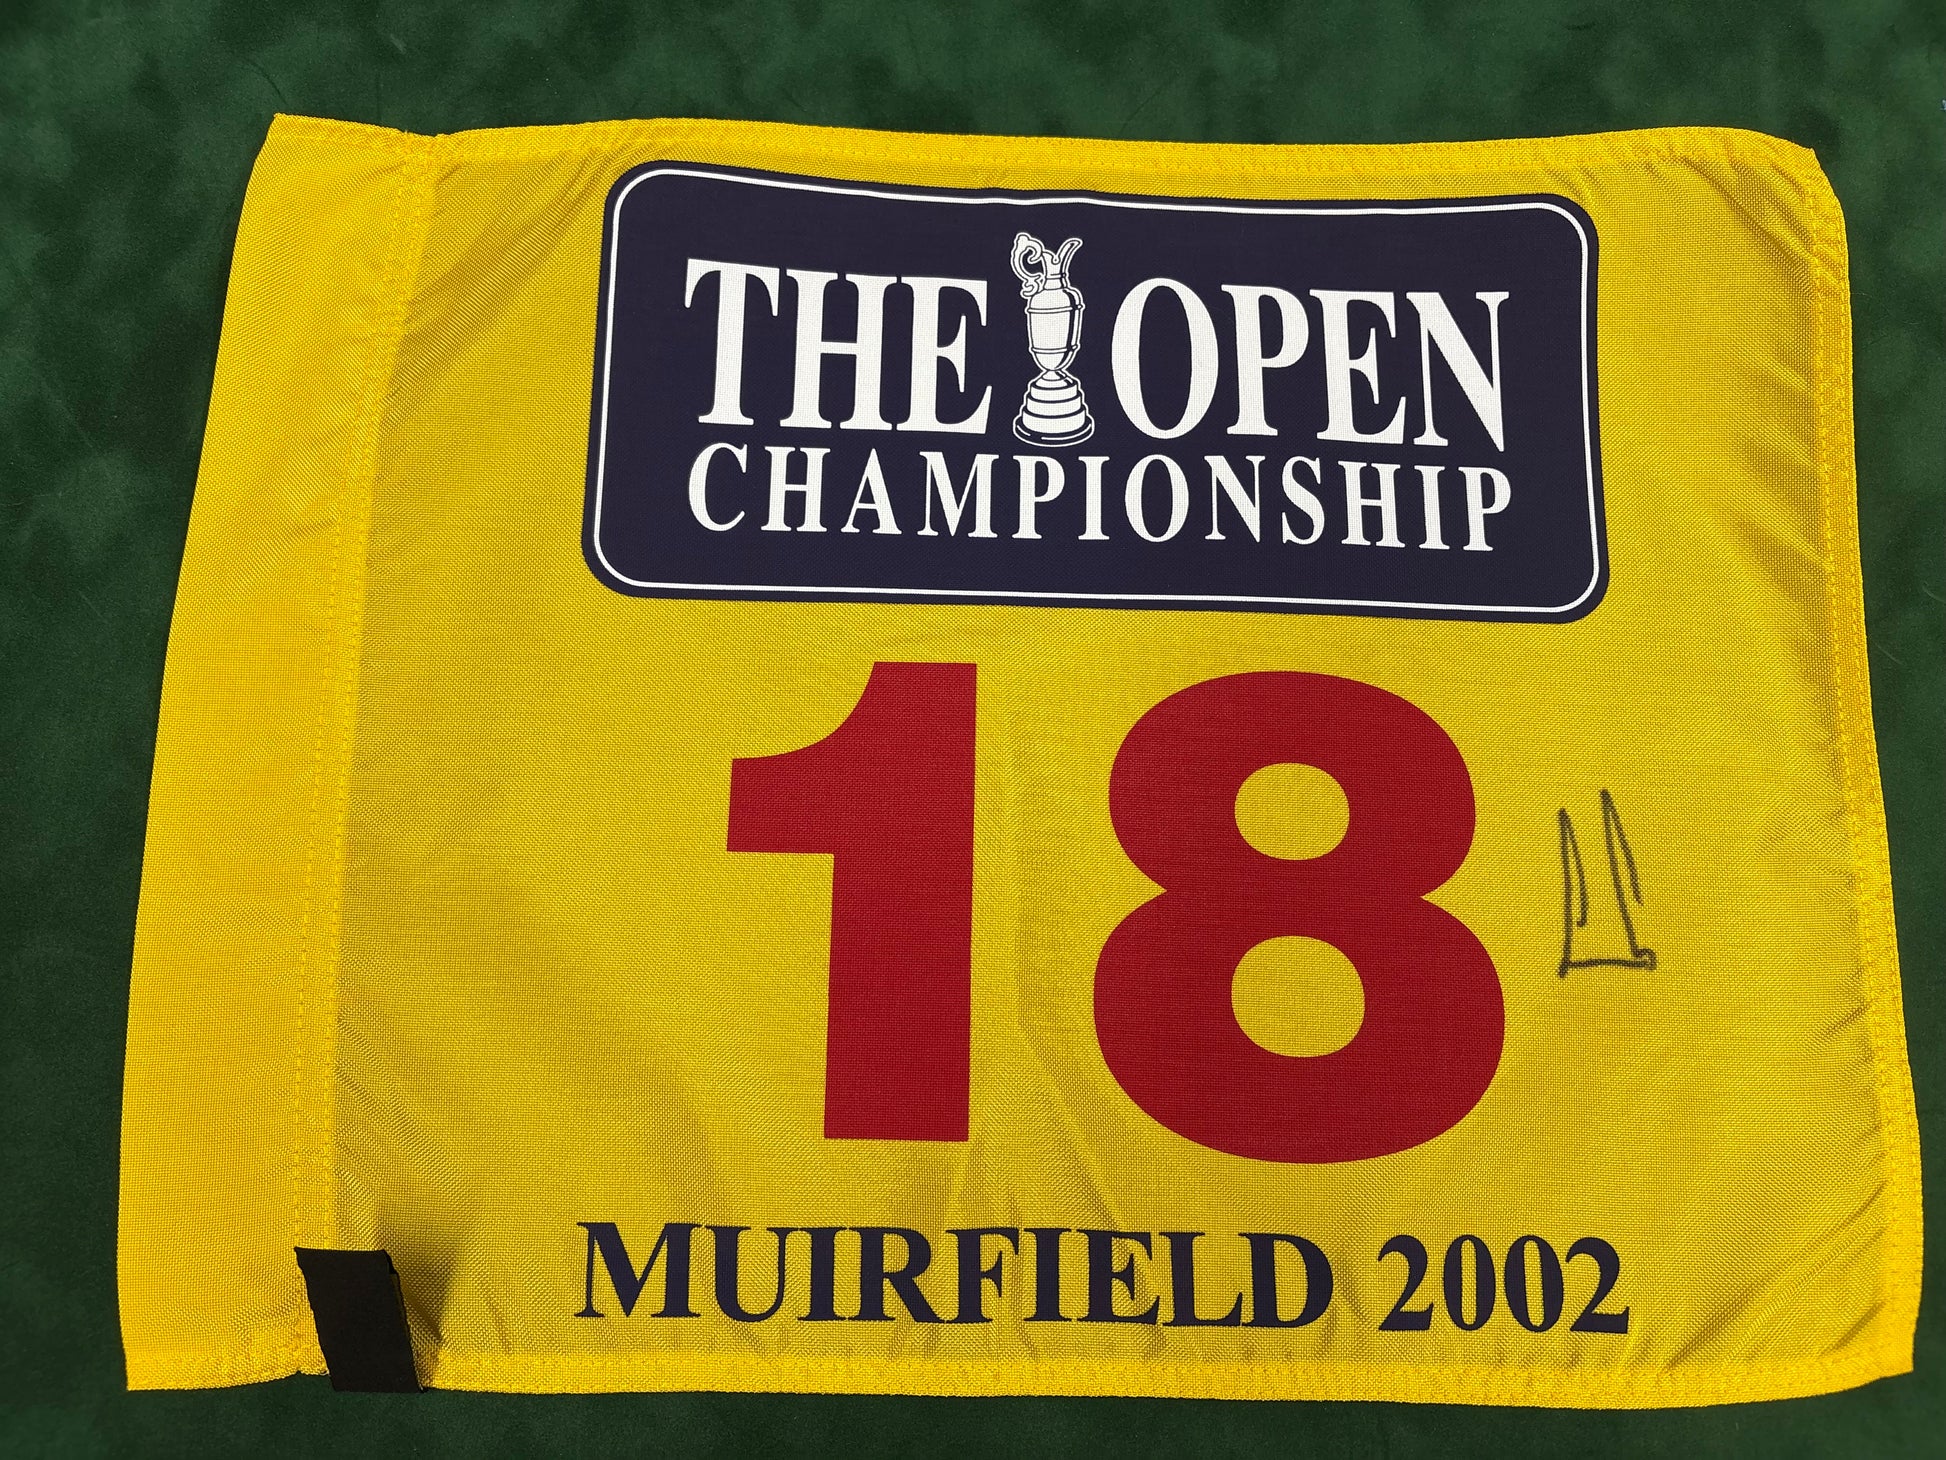 THE OPEN
CHAMPIONSHIP
18
MUIRFIELD 2002